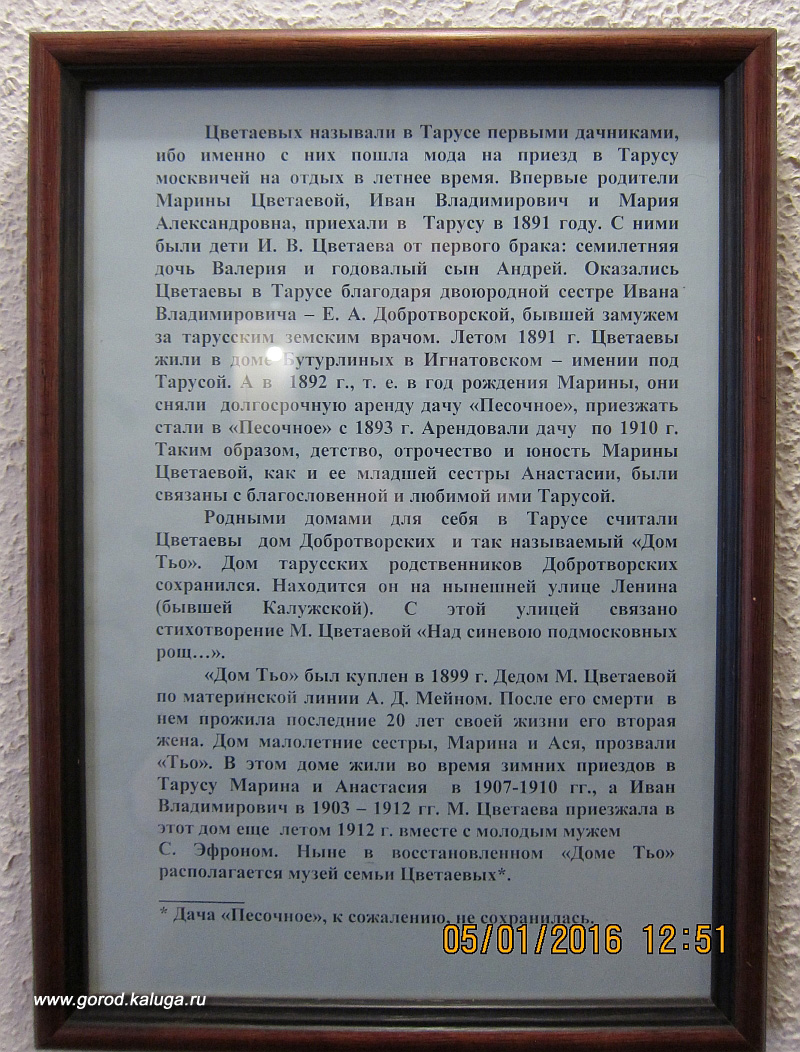 Цветаевых называли в Тарусе первыми дачниками,
ибо именно с них пошла мода на приезд в Тарусу
москвичей на отдых в летнее время. Впервые родители
Марины Цветаевой, Иван Владимирович и Мария
Александровна, приехали в Тарусу в 1891 году. С ними
были дети И. В. Цветаева от первого брака: семилетняя
дочь Валерия и годовалый сын Андрей. Оказались
Цветаевы в Тарусе благодаря двоюродной сестре Ивана
Владимировича – Е. А. Добротворской, бывшей замужем
за тарусским земским врачом. Летом 1891 г. Цветаевы
жили в доме Бутурлиных в Игнатовском – имении под
Тарусой. А в 1892 г., т. е. в год рождения Марины, они
сняли долгосрочную аренду дачу «Песочное», приезжать
стали в «Песочное» с 1893 г. Арендовали дачу по 1910 г.
Таким образом, детство, отрочество и юность Марины
Цветаевой, как и ее младшей сестры Анастасии, были
связаны с благословенной и любимой ими Тарусой.
Родными домами для себя в Тарусе считали
Цветаевы дом Добротворских и так называемый «Дом
Тьо». Дом тарусских родственников Добротворских
сохранился. Находится он на нынешней улице Ленина
(бывшей Калужской). С этой улицей связано
стихотворение М. Цветаевой «Над синевою подмосковных
рощ…».
«Дом Тьо» был куплен в 1899 г. Дедом М. Цветаевой
по материнской линии А. Д. Мейном. После его смерти в
нем прожила последние 20 лет своей жизни его вторая
жена. Дом малолетние сестры, Марина и Ася, прозвали
«Тьо». В этом доме жили во время зимних приездов в
Тарусу Марина и Анастасия в 1907-1910 гг., а Иван
Владимирович в 1903 – 1912 гг. М. Цветаева приезжала в
этот дом еще летом 1912 г. вместе с молодым мужем
С. Эфроном. Ныне в восстановленном «Доме Тьо»
располагается музей семьи Цветаевых*.
* Дача «Песочное», к сожалению, не сохранилась.
05/01/2016 12:51
www.gorod.kaluga.ru